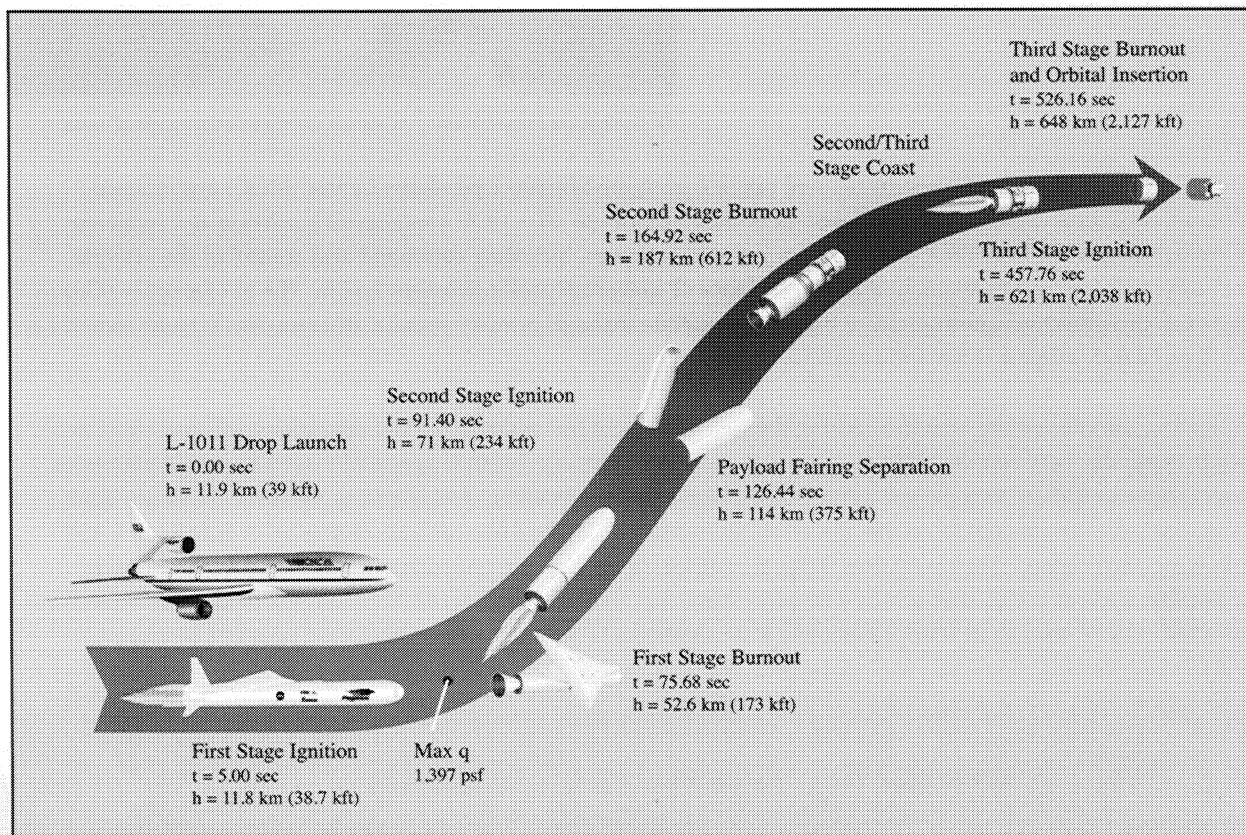 Third Stage Burnout
and Orbital Insertion
t = 526.16 sec
h = 648 km (2,127 kft)
Second/Third
Stage Coast
Second Stage Burnout
t = 164.92 sec
h = 187 km (612 kft)
Third Stage Ignition
t = 457.76 sec
h = 621 km (2,038 kft)
Second Stage Ignition
t = 91.40 sec
h = 71 km (234 kft)
L-1011 Drop Launch
t = 0.00 sec
h = 11.9 km (39 kft)
Payload Fairing Separation
t = 126.44 sec
h = 114 km (375 kft)
First Stage Burnout
t = 75.68 sec
h = 52.6 km (173 kft)
First Stage Ignition
t = 5.00 sec
h = 11.8 km (38.7 kft)
Max q
1,397 psf